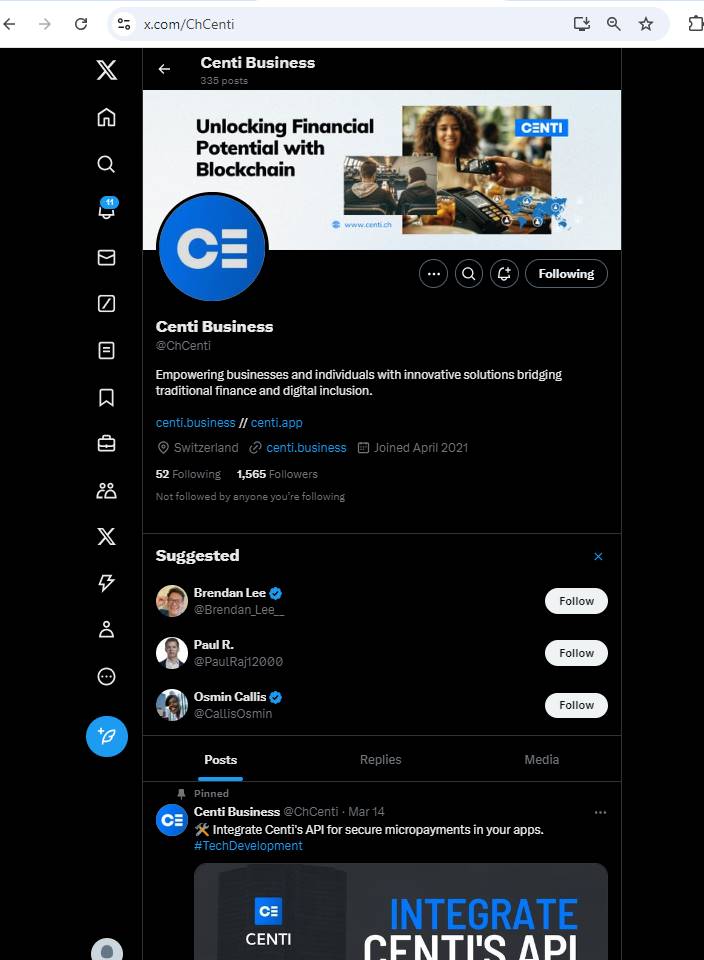 x.com/ChCenti
Centi Business
335 posts
Unlocking Financial
Potential with
Blockchain
CENTI
www.centi.ch
CE
11
Following
Centi Business
@ChCenti
Empowering businesses and individuals with innovative solutions bridging
traditional finance and digital inclusion.
centi.business // centi.app
Switzerland centi.business Joined April 2021
52 Following 1,565 Followers
Not followed by anyone you're following
Suggested
Brendan Lee
@Brendan_Lee__
Follow
Paul R.
@PaulRaj12000
Follow
Osmin Callis
@CallisOsmin
Follow
Posts Replies Media
Pinned
Centi Business @ChCenti · Mar 14
🛠️ Integrate Centi's API for secure micropayments in your apps.
#TechDevelopment
CE
CENTI
INTEGRATE
CENTI'S API